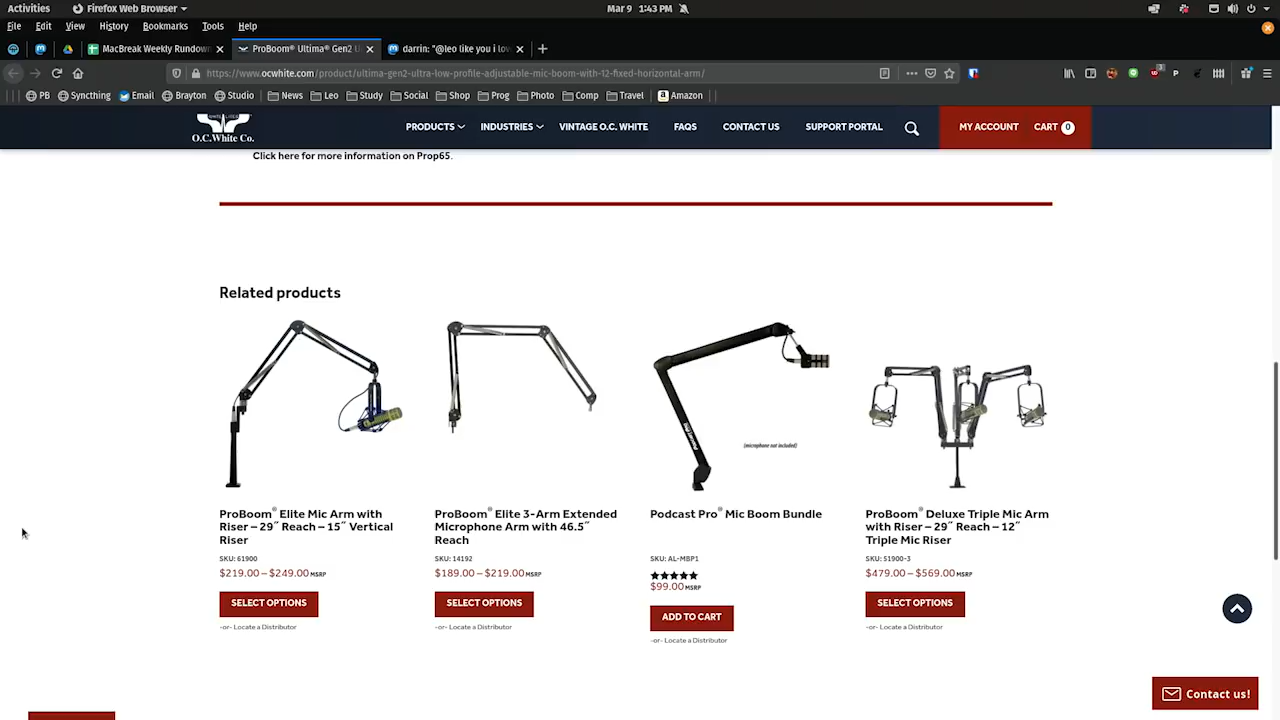 Activities
Firefox Web Browser
Mar 9 1:43 PM
File Edit View History Bookmarks Tools Help
MacBreak Weekly Rundown
ProBoom® Ultima® Gen2 U
darrin: "@leo like you i lov
https://www.ocwhite.com/product/ultima-gen2-ultra-low-profile-adjustable-mic-boom-with-12-fixed-horizontal-arm/
PB Syncthing Email Brayton Studio News Leo Study Social Shop Prog Photo Comp Travel Amazon
O.C.White Co.
PRODUCTS INDUSTRIES VINTAGE O.C. WHITE FAQS CONTACT US SUPPORT PORTAL MY ACCOUNT CART 0
Click here for more information on Prop65.
Related products
(microphone not included)
ProBoom® Elite Mic Arm with
Riser – 29″ Reach – 15″ Vertical
Riser
SKU: 61900
$219.00 – $249.00 MSRP
SELECT OPTIONS
-or- Locate a Distributor
ProBoom® Elite 3-Arm Extended
Microphone Arm with 46.5″
Reach
SKU: 14192
$189.00 – $219.00 MSRP
SELECT OPTIONS
-or- Locate a Distributor
Podcast Pro® Mic Boom Bundle
SKU: AL-MBP1
$99.00 MSRP
ADD TO CART
-or- Locate a Distributor
ProBoom® Deluxe Triple Mic Arm
with Riser – 29″ Reach – 12″
Triple Mic Riser
SKU: 51900-3
$479.00 – $569.00 MSRP
SELECT OPTIONS
-or- Locate a Distributor
Contact us!